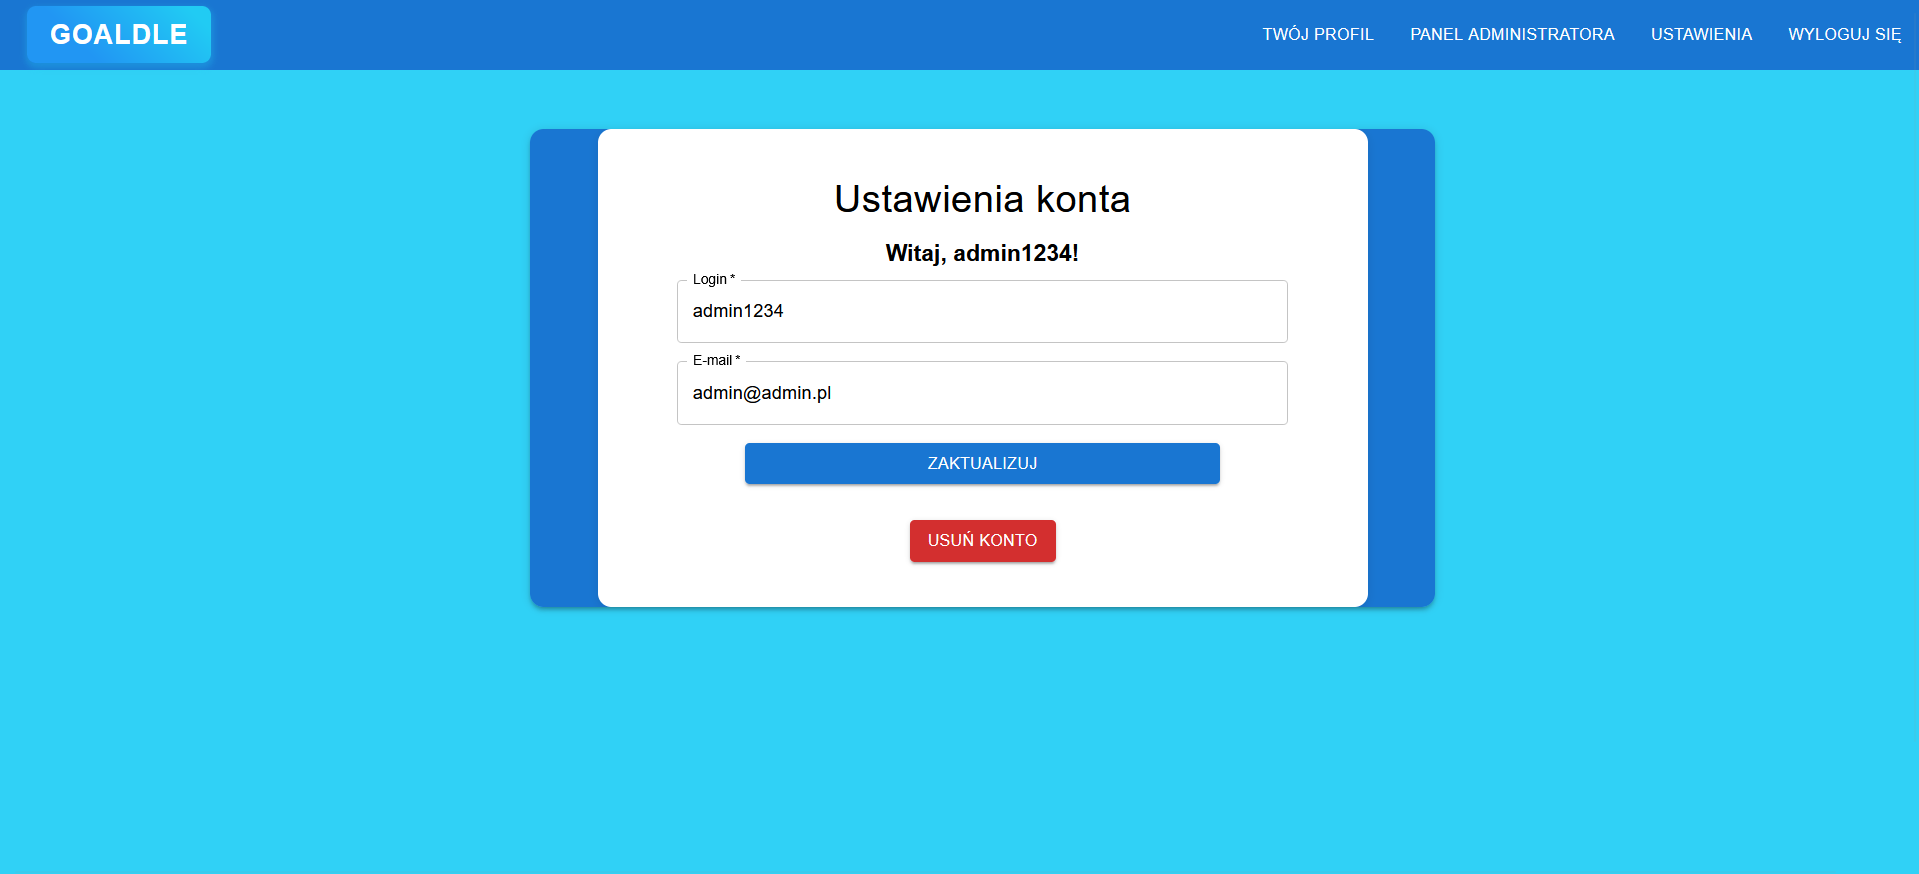 GOALDLE
TWÓJ PROFIL
PANEL ADMINISTRATORA
USTAWIENIA
WYLOGUJ SIĘ
Ustawienia konta
Witaj, admin1234!
Login *
admin1234
E-mail *
admin@admin.pl
ZAKTUALIZUJ
USUŃ KONTO